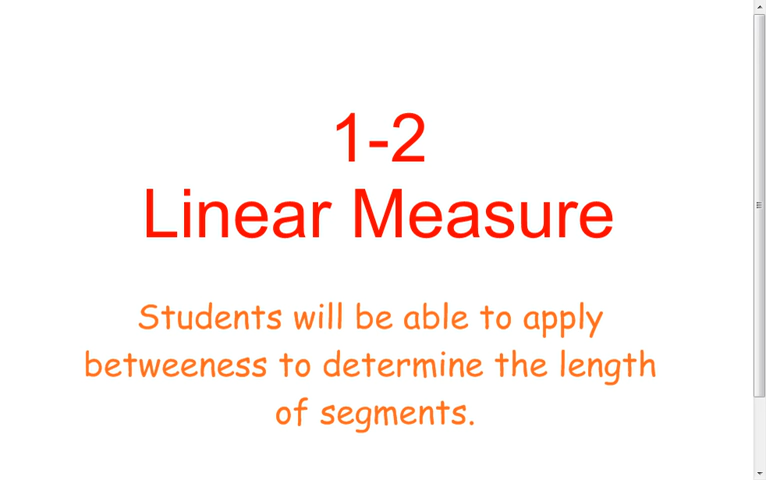 1-2
Linear Measure
Students will be able to apply
betweeness to determine the length
of segments.